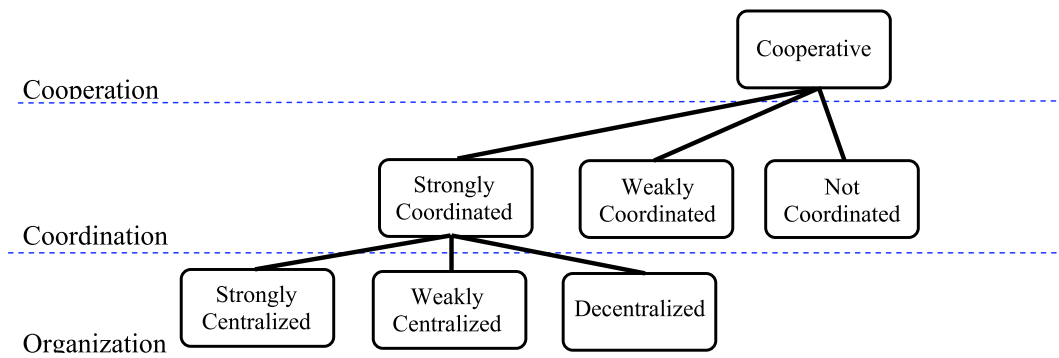 Cooperative
Cooperation
Strongly
Coordinated
Weakly
Coordinated
Not
Coordinated
Coordination
Strongly
Centralized
Weakly
Centralized
Decentralized
Organization